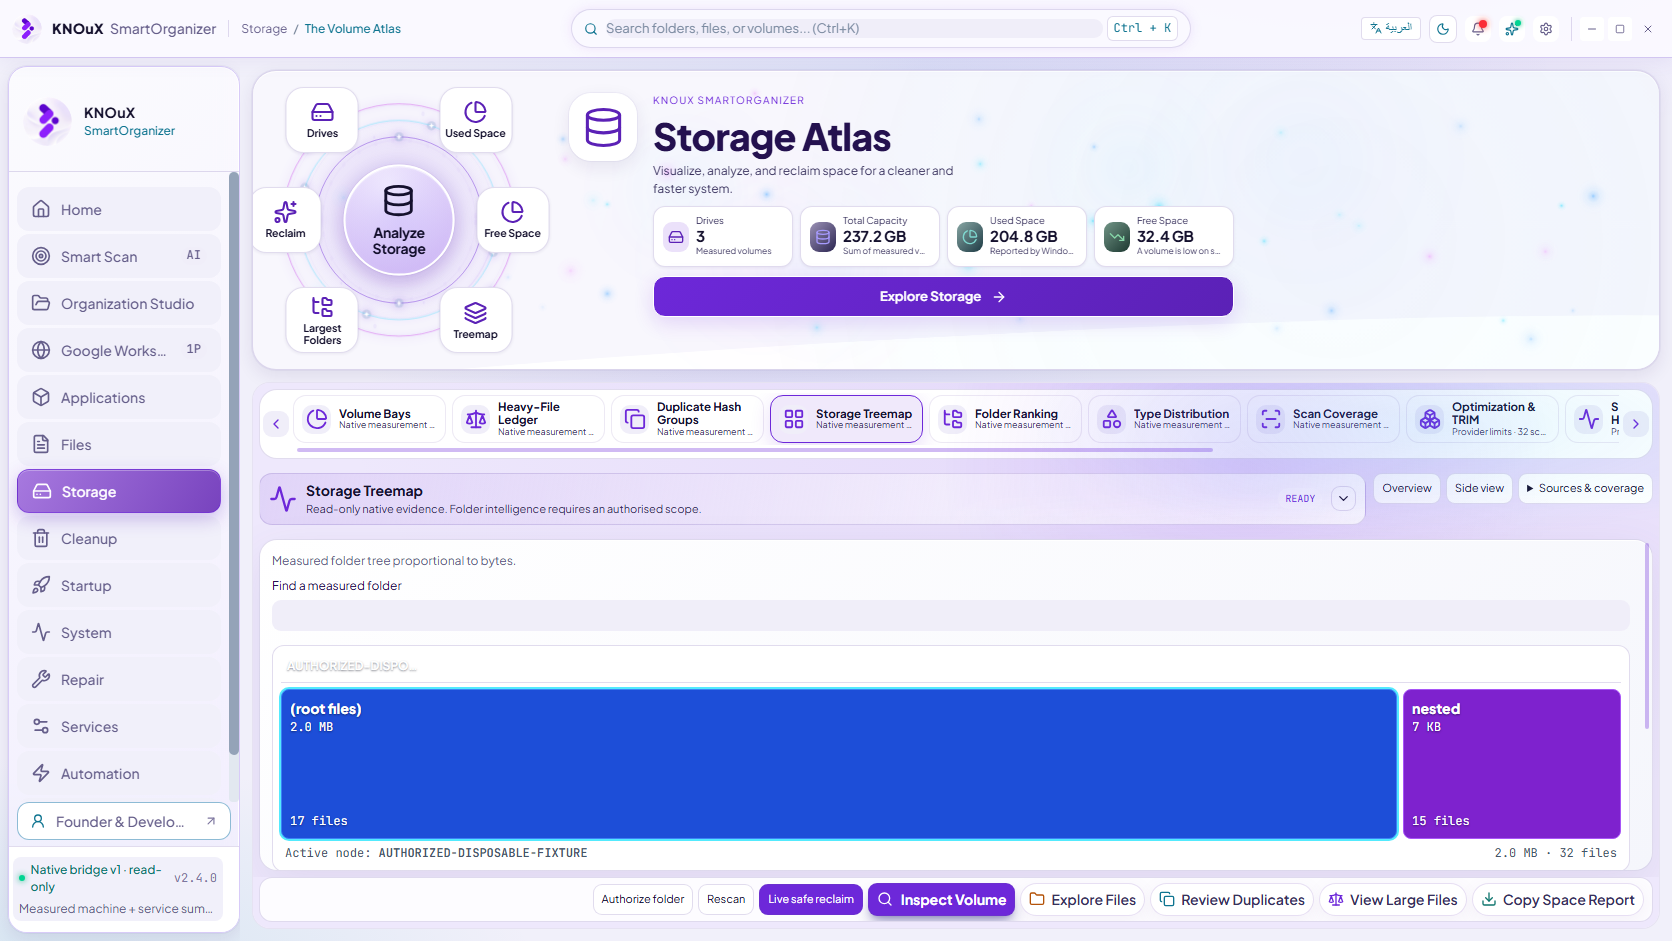 KNOuX SmartOrganizer
Storage / The Volume Atlas
Search folders, files, or volumes... (Ctrl+K)
Ctrl + K
العربية
KNOuX
SmartOrganizer
Home
Smart Scan AI
Organization Studio
Google Works... 1P
Applications
Files
Storage
Cleanup
Startup
System
Repair
Services
Automation
Founder & Develo...
Native bridge v1 · read-only
v2.4.0
Measured machine + service sum...
Drives
Used Space
Reclaim
Analyze
Storage
Free Space
Largest
Folders
Treemap
KNOUX SMARTORGANIZER
Storage Atlas
Visualize, analyze, and reclaim space for a cleaner and
faster system.
Drives
3
Measured volumes
Total Capacity
237.2 GB
Sum of measured v...
Used Space
204.8 GB
Reported by Windo...
Free Space
32.4 GB
A volume is low on s...
Explore Storage
Volume Bays
Native measurement ...
Heavy-File
Ledger
Native measurement ...
Duplicate Hash
Groups
Native measurement ...
Storage Treemap
Native measurement ...
Folder Ranking
Native measurement ...
Type Distribution
Native measurement ...
Scan Coverage
Native measurement ...
Optimization &
TRIM
Provider limits · 32 sc...
Storage Treemap
Read-only native evidence. Folder intelligence requires an authorised scope.
READY
Overview
Side view
Sources & coverage
Measured folder tree proportional to bytes.
Find a measured folder
AUTHORIZED-DISPO...
(root files)
2.0 MB
17 files
nested
7 KB
15 files
Active node: AUTHORIZED-DISPOSABLE-FIXTURE
2.0 MB · 32 files
Authorize folder
Rescan
Live safe reclaim
Inspect Volume
Explore Files
Review Duplicates
View Large Files
Copy Space Report